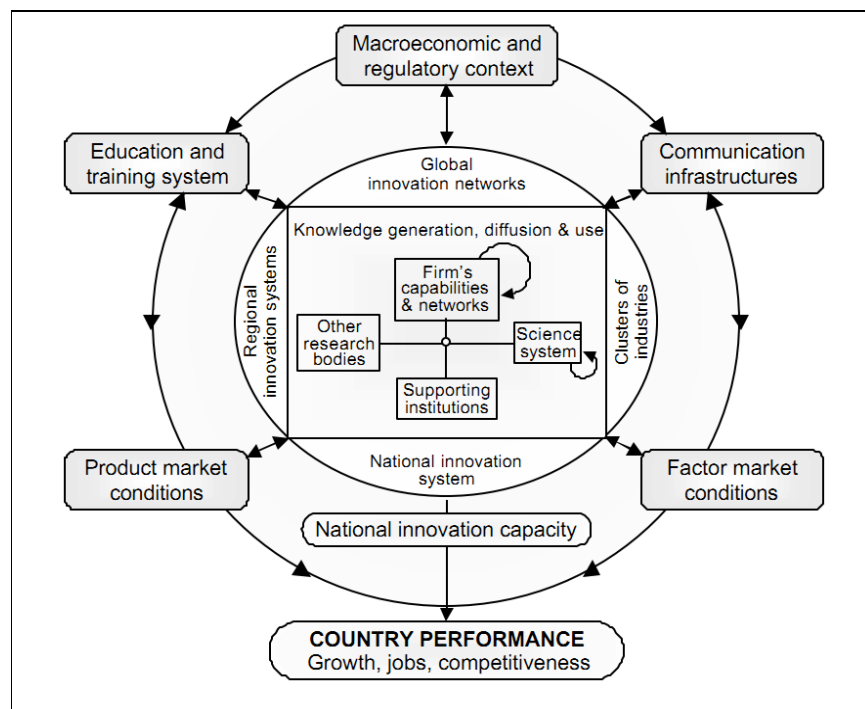 Macroeconomic and
regulatory context
Education and
training system
Communication
infrastructures
Global
innovation networks
Knowledge generation, diffusion & use
Regional
innovation systems
Clusters of
industries
Firm's
capabilities
& networks
Other
research
bodies
Science
system
Supporting
institutions
Product market
conditions
National innovation
system
Factor market
conditions
National innovation capacity
COUNTRY PERFORMANCE
Growth, jobs, competitiveness